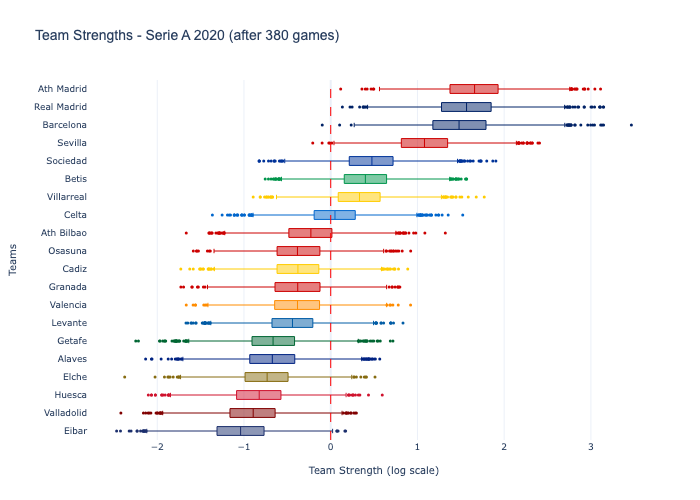 Team Strengths - Serie A 2020 (after 380 games)
Ath Madrid
Real Madrid
Barcelona
Sevilla
Sociedad
Betis
Villarreal
Celta
Ath Bilbao
Osasuna
Cadiz
Granada
Valencia
Levante
Getafe
Alaves
Elche
Huesca
Valladolid
Eibar
Teams
−2 −1 0 1 2 3
Team Strength (log scale)